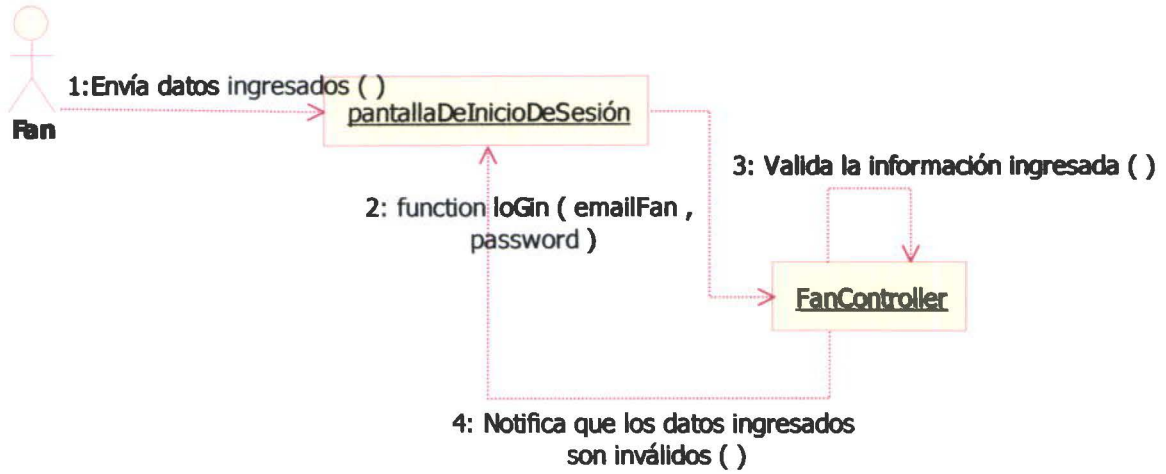 1:Envía datos ingresados ( )
Fan
pantallaDeInicioDeSesión
3: Valida la información ingresada ( )
2: function loGin ( emailFan ,
password )
FanController
4: Notifica que los datos ingresados
son inválidos ( )